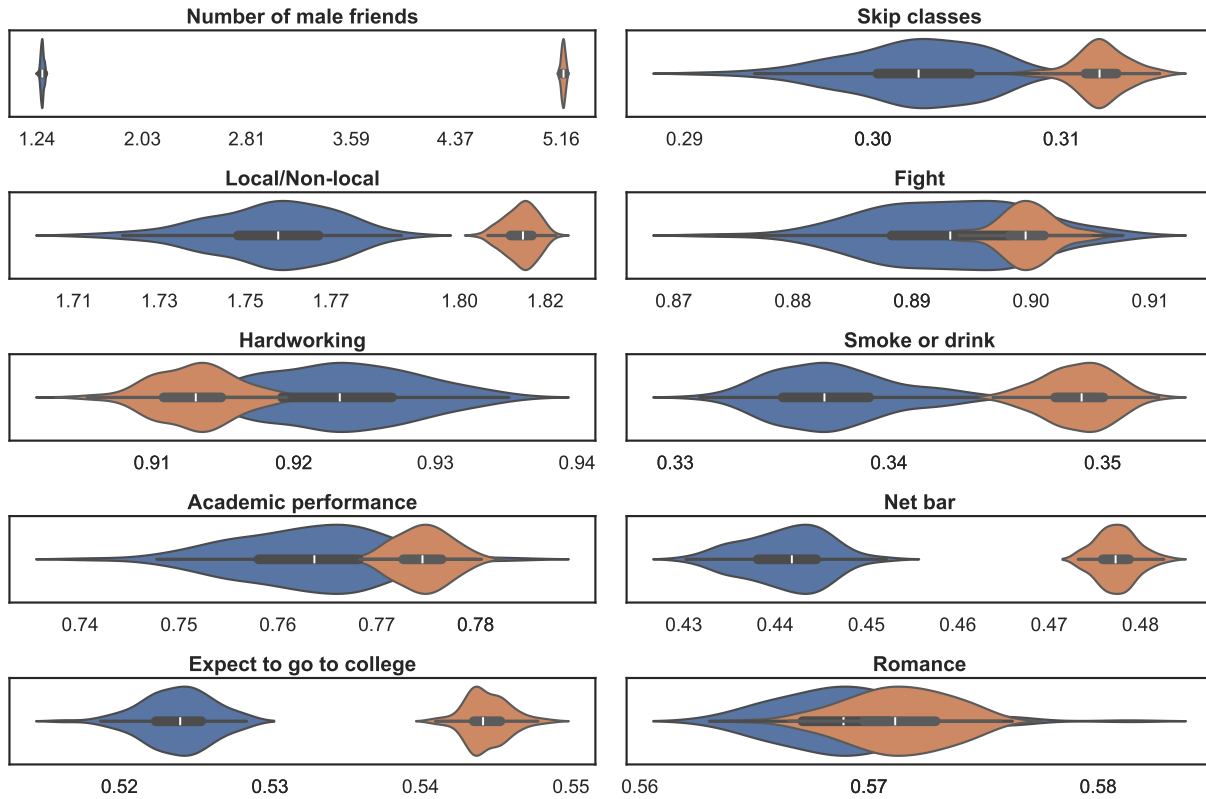 Number of male friends
1.24 2.03 2.81 3.59 4.37 5.16
Skip classes
0.29 0.30 0.31
Local/Non-local
1.71 1.73 1.75 1.77 1.80 1.82
Fight
0.87 0.88 0.89 0.90 0.91
Hardworking
0.91 0.92 0.93 0.94
Smoke or drink
0.33 0.34 0.35
Academic performance
0.74 0.75 0.76 0.77 0.78
Net bar
0.43 0.44 0.45 0.46 0.47 0.48
Expect to go to college
0.52 0.53 0.54 0.55
Romance
0.56 0.57 0.58